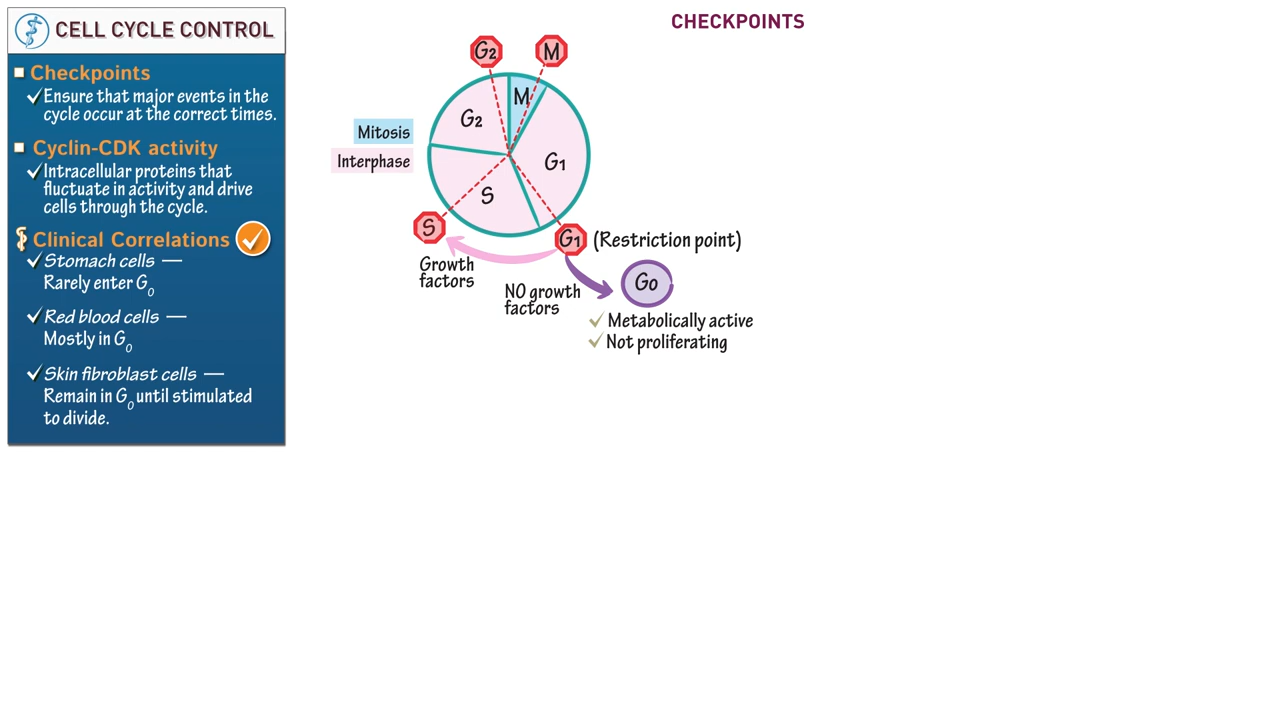 CELL CYCLE CONTROL
Checkpoints
Ensure that major events in the
cycle occur at the correct times.
Cyclin-CDK activity
Intracellular proteins that
fluctuate in activity and drive
cells through the cycle.
Clinical Correlations
Stomach cells —
Rarely enter G0
Red blood cells —
Mostly in G0
Skin fibroblast cells —
Remain in G0 until stimulated
to divide.
CHECKPOINTS
G2
M
M
G2
Mitosis
Interphase
G1
S
S
G1
(Restriction point)
Growth
factors
NO growth
factors
G0
Metabolically active
Not proliferating